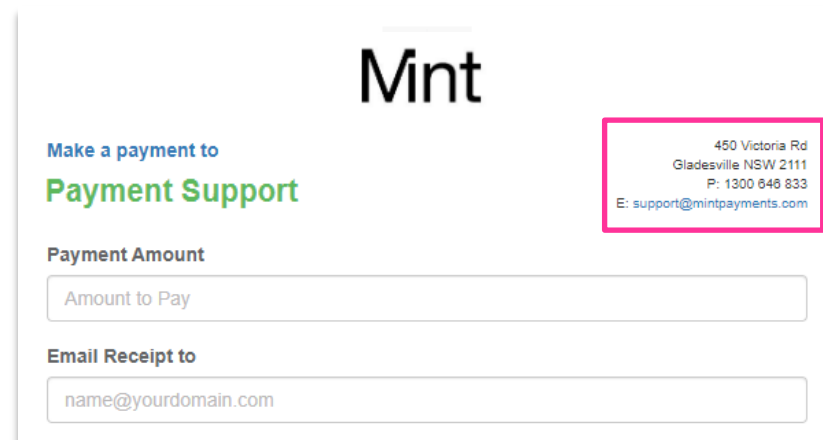 Mint
Make a payment to
Payment Support
450 Victoria Rd
Gladesville NSW 2111
P: 1300 646 833
E: support@mintpayments.com
Payment Amount
Amount to Pay
Email Receipt to
name@yourdomain.com